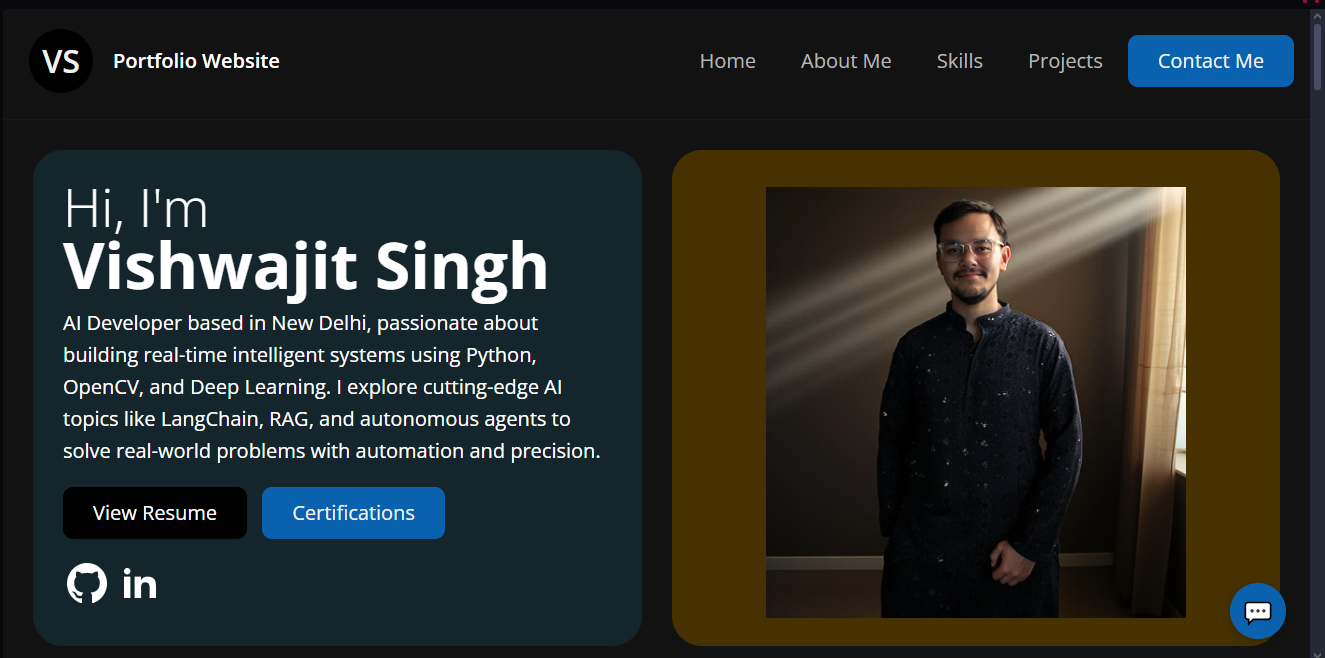 VS
Portfolio Website
Home
About Me
Skills
Projects
Contact Me
Hi, I'm
Vishwajit Singh
AI Developer based in New Delhi, passionate about
building real-time intelligent systems using Python,
OpenCV, and Deep Learning. I explore cutting-edge AI
topics like LangChain, RAG, and autonomous agents to
solve real-world problems with automation and precision.
View Resume
Certifications
in